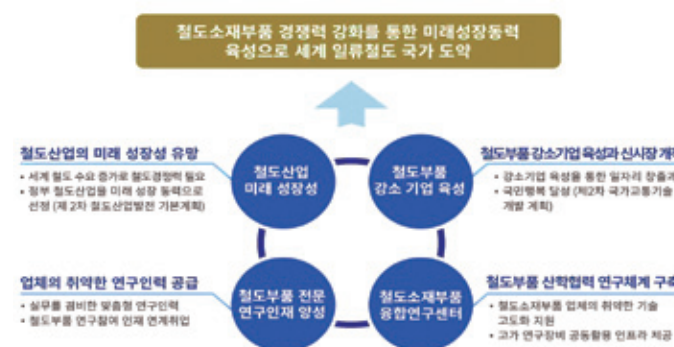 철도소재부품 경쟁력 강화를 통한 미래성장동력
육성으로 세계 일류철도 국가 도약
철도산업의 미래 성장성 유망
• 세계 철도 수요 증가로 철도경쟁력 필요
• 정부 철도산업을 미래 성장 동력으로
선정 (제 2차 철도산업발전 기본계획)
철도산업
미래 성장성
철도부품
강소 기업 육성
철도부품 강소기업 육성과 신시장
• 강소기업 육성을 통한 일자리
• 국민행복 달성 (제2차 국가교통기술
개발 계획)
업체의 취약한 연구인력 공급
• 실무를 겸비한 맞춤형 연구인력
• 철도부품 연구참여 인재 연계취업
철도부품 전문
연구인재 양성
철도소재부품
융합연구센터
철도부품 산학협력 연구체계
• 철도소재부품 업체의 취약한 기술
고도화 지원
• 고가 연구장비 공동활용 인프라 제공